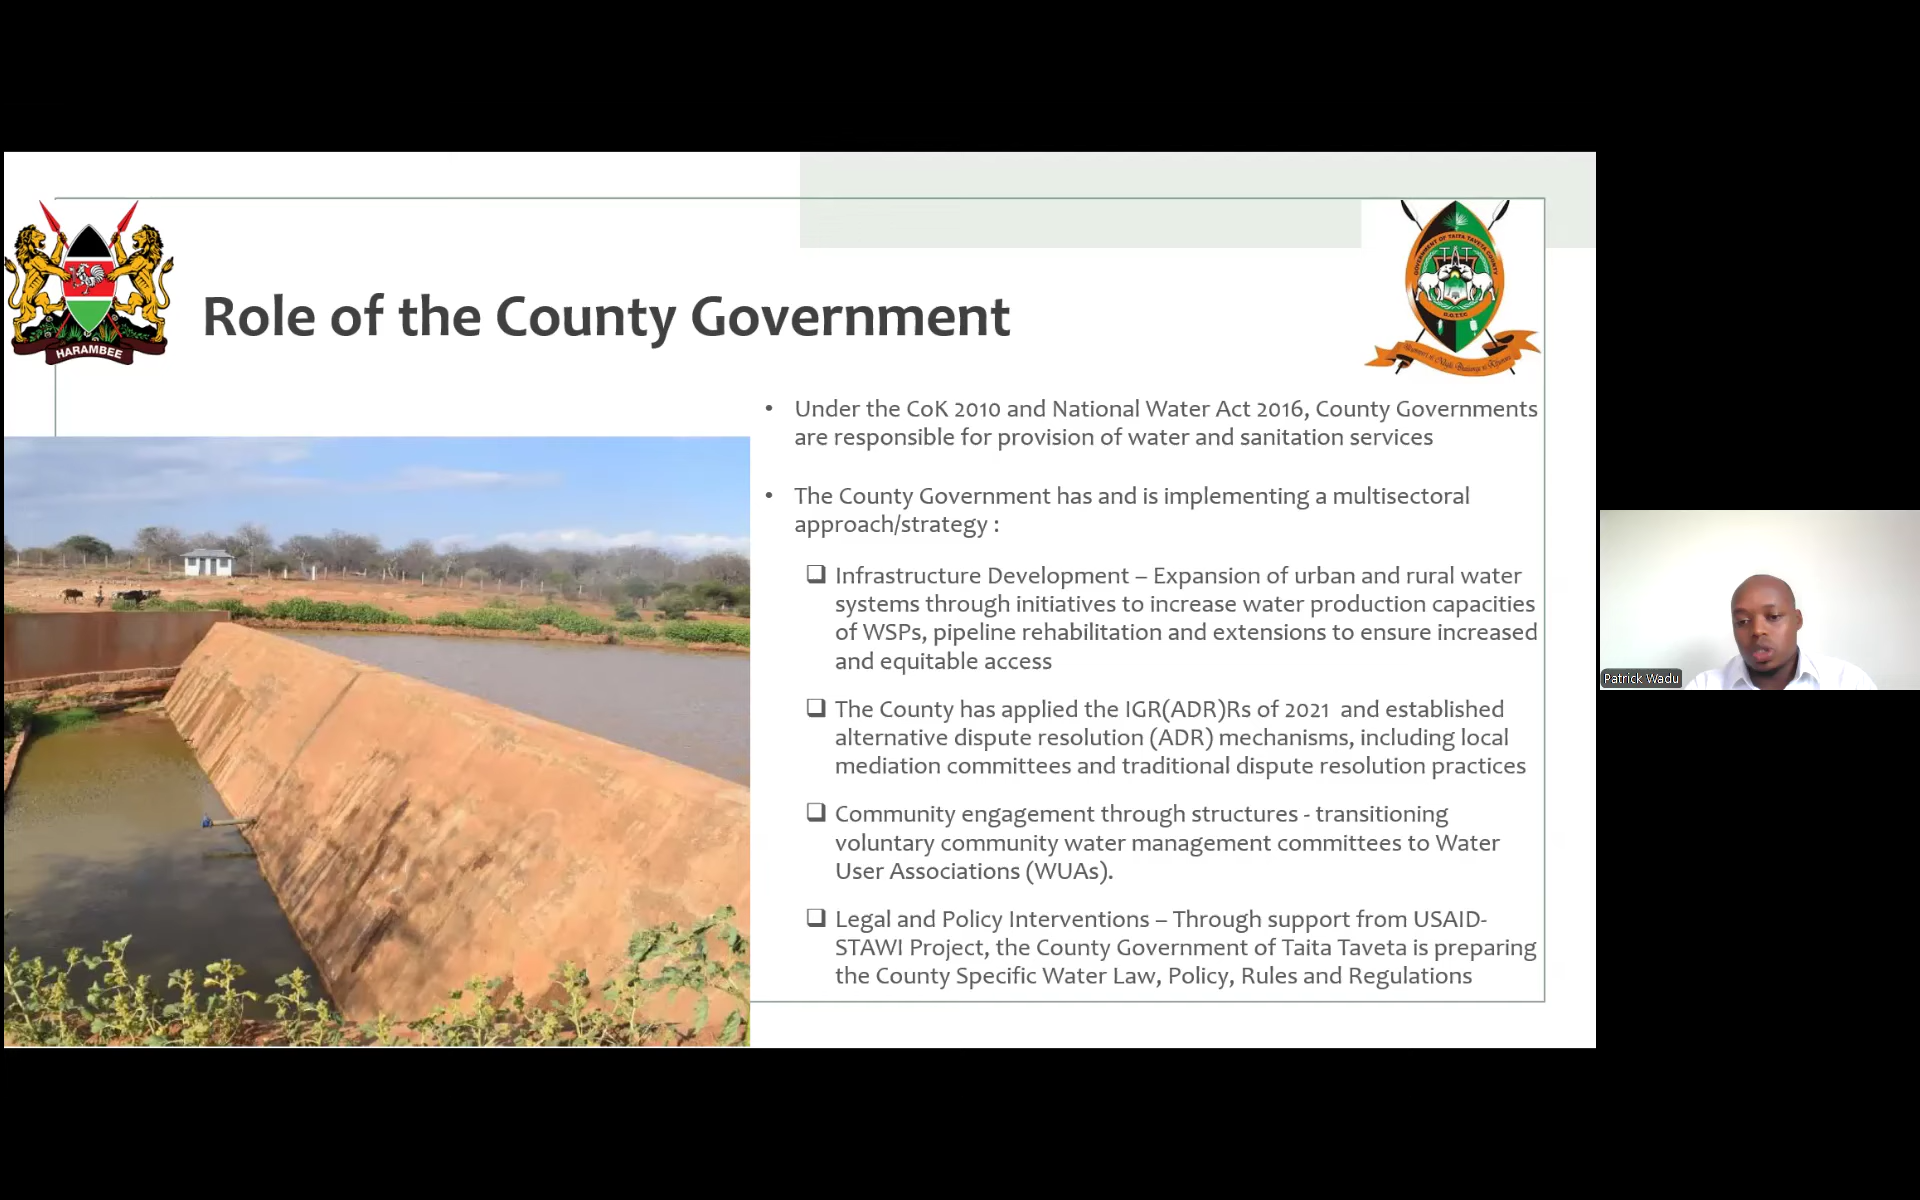 HARAMBEE
GOVERNMENT OF TAITA TAVETA COUNTY
G.O.T.T.C
Role of the County Government
• Under the CoK 2010 and National Water Act 2016, County Governments
are responsible for provision of water and sanitation services
• The County Government has and is implementing a multisectoral
approach/strategy :
❑ Infrastructure Development – Expansion of urban and rural water
systems through initiatives to increase water production capacities
of WSPs, pipeline rehabilitation and extensions to ensure increased
and equitable access
❑ The County has applied the IGR(ADR)Rs of 2021 and established
alternative dispute resolution (ADR) mechanisms, including local
mediation committees and traditional dispute resolution practices
❑ Community engagement through structures - transitioning
voluntary community water management committees to Water
User Associations (WUAs).
❑ Legal and Policy Interventions – Through support from USAID-
STAWI Project, the County Government of Taita Taveta is preparing
the County Specific Water Law, Policy, Rules and Regulations
Patrick Wadu